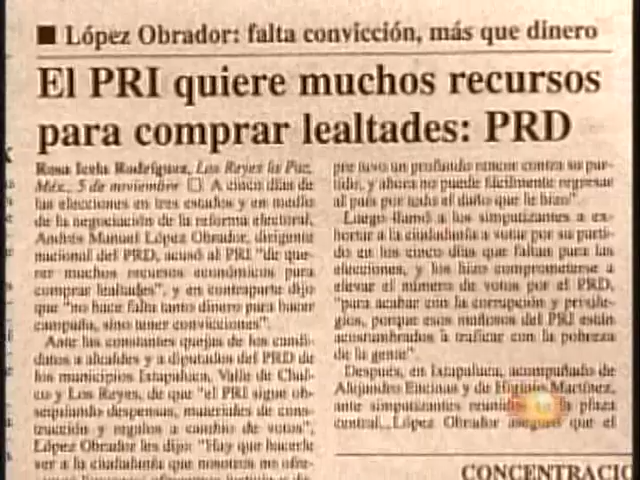 ■ López Obrador: falta convicción, más que dinero
El PRI quiere muchos recursos
para comprar lealtades: PRD
Rosa Icela Rodríguez, Los Reyes la Paz,
Méx., 5 de noviembre □ A cinco días de
las elecciones en tres estados y en medio
de la negociación de la reforma electoral,
Andrés Manuel López Obrador, dirigente
nacional del PRD, acusó al PRI "de que-
rer muchos recursos económicos para
comprar lealtades", y en contraparte dijo
que "no hace falta tanto dinero para hacer
campaña, sino tener convicciones".
Ante las constantes quejas de los candi-
datos a alcaldes y a diputados del PRD de
los municipios Ixtapaluca, Valle de Chal-
co y Los Reyes, de que "el PRI sigue ob-
sequiando despensas, materiales de cons-
trucción y regalos a cambio de votos",
López Obrador les dijo: "Hay que hacerle
ver a la ciudadanía que nosotros no ofre-
pre tuvo un profundo rencor contra su par-
tido, y ahora no puede fácilmente regresar
al país por todo el daño que le hizo".
Luego llamó a los simpatizantes a ex-
hortar a la ciudadanía a votar por su parti-
do en los cinco días que faltan para las
elecciones, y los hizo comprometerse a
elevar el número de votos por el PRD,
"para acabar con la corrupción y privile-
gios, porque esos mañosos del PRI están
acostumbrados a traficar con la pobreza
de la gente".
Después, en Ixtapaluca, acompañado de
Alejandro Encinas y de Higinio Martínez,
ante simpatizantes la plaza
central, López Obrador aseguró que el
CONCENTRACIO